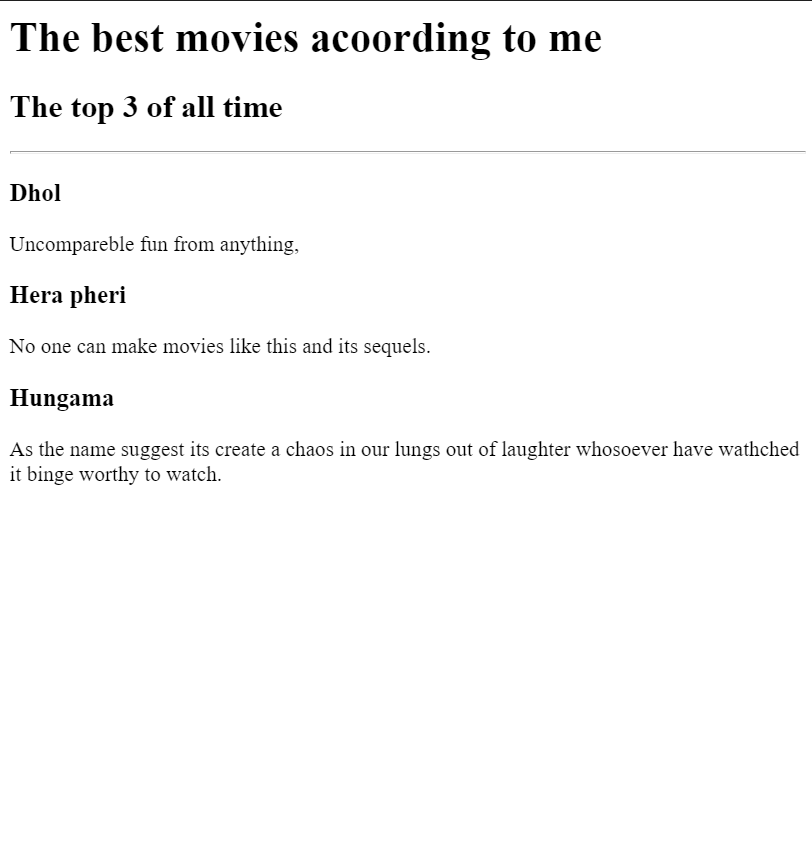 The best movies acoording to me
The top 3 of all time
Dhol
Uncompareble fun from anything,
Hera pheri
No one can make movies like this and its sequels.
Hungama
As the name suggest its create a chaos in our lungs out of laughter whosoever have wathched
it binge worthy to watch.